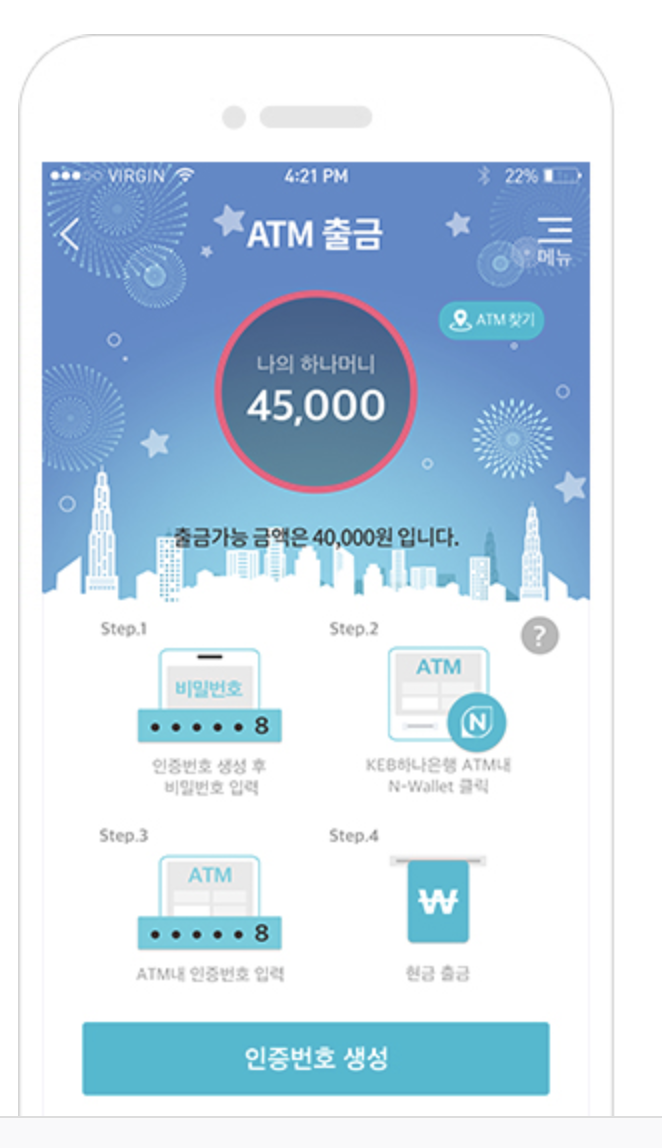 VIRGIN 4:21 PM 22%
ATM 출금
메뉴
ATM 찾기
나의 하나머니
45,000
출금가능 금액은 40,000원 입니다.
Step.1
비밀번호
• • • • • 8
인증번호 생성 후
비밀번호 입력
Step.2
?
ATM
N
KEB하나은행 ATM내
N-Wallet 클릭
Step.3
ATM
• • • • • 8
ATM내 인증번호 입력
Step.4
₩
현금 출금
인증번호 생성